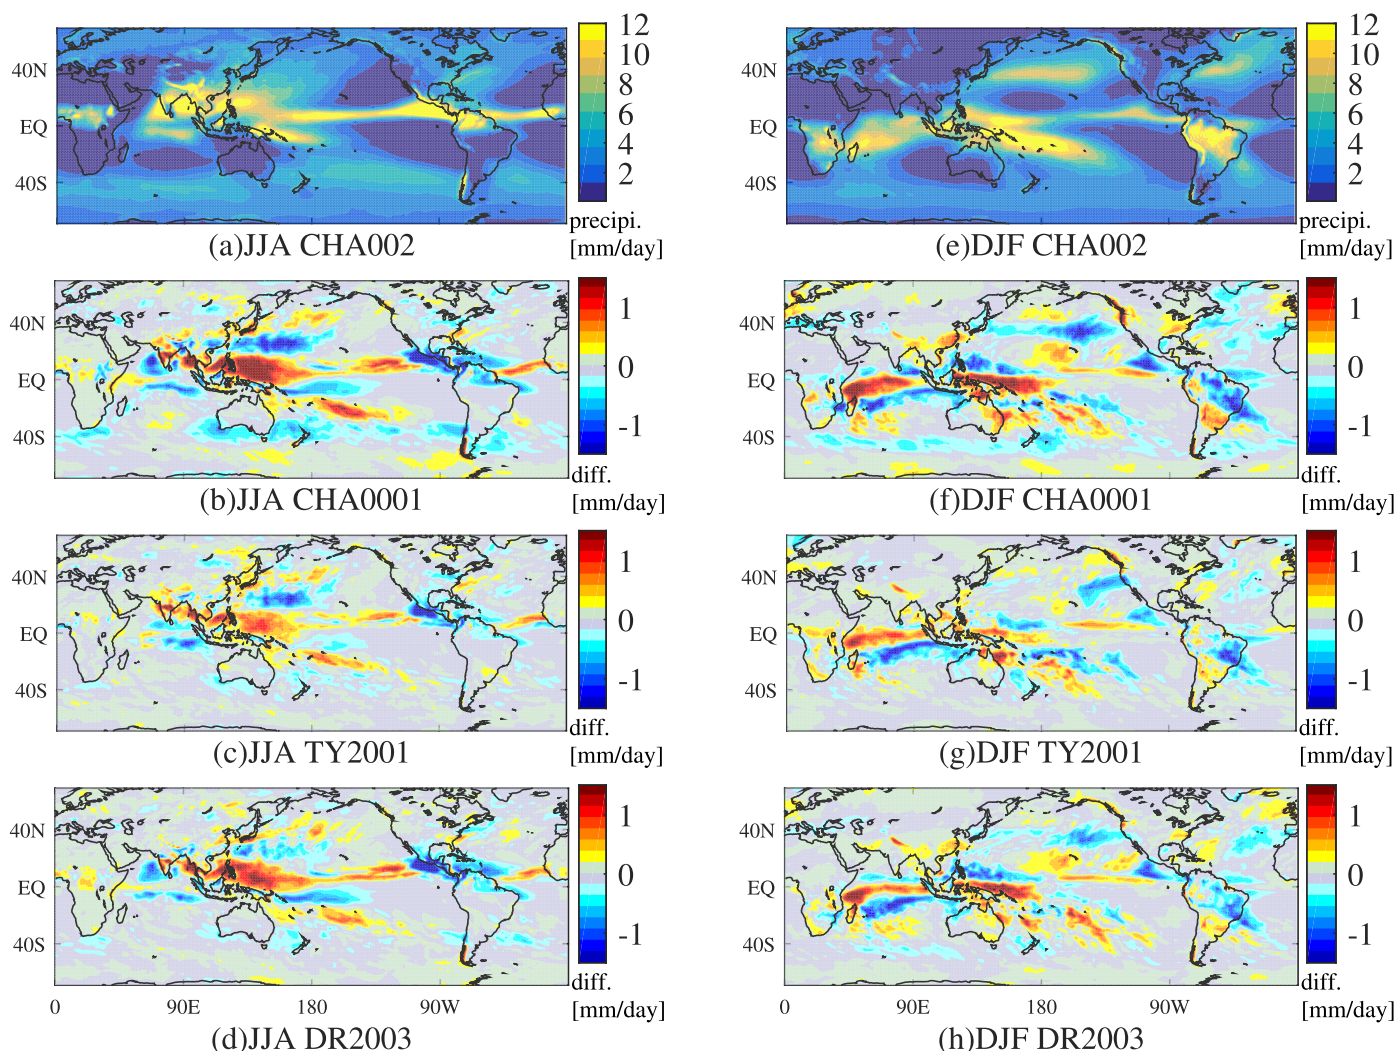 12
10
8
6
4
2
40N
EQ
40S
precipi.
[mm/day]
(a)JJA CHA002
12
10
8
6
4
2
40N
EQ
40S
precipi.
[mm/day]
(e)DJF CHA002
1
0
-1
40N
EQ
40S
diff.
[mm/day]
(b)JJA CHA0001
1
0
-1
40N
EQ
40S
diff.
[mm/day]
(f)DJF CHA0001
1
0
-1
40N
EQ
40S
diff.
[mm/day]
(c)JJA TY2001
1
0
-1
40N
EQ
40S
diff.
[mm/day]
(g)DJF TY2001
1
0
-1
40N
EQ
40S
diff.
[mm/day]
0 90E 180 90W
(d)JJA DR2003
1
0
-1
40N
EQ
40S
diff.
[mm/day]
0 90E 180 90W
(h)DJF DR2003